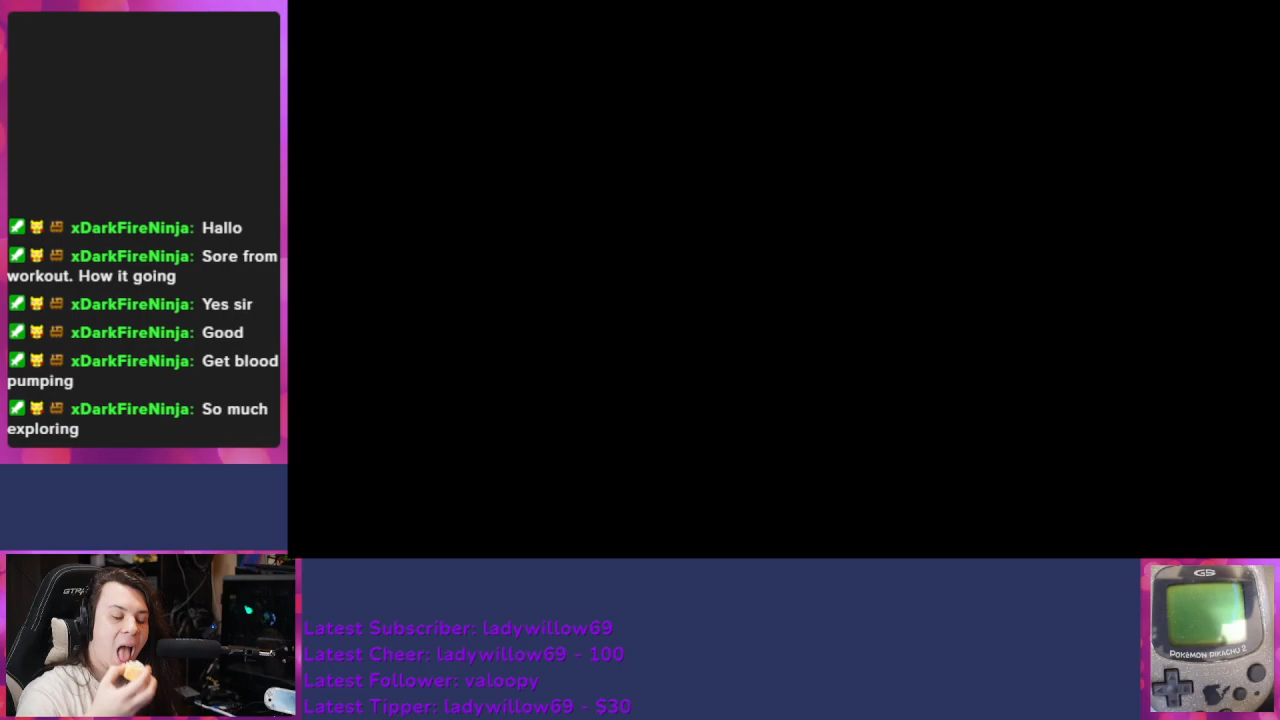 xDarkFireNinja: Hallo
xDarkFireNinja: Sore from
workout. How it going
xDarkFireNinja: Yes sir
xDarkFireNinja: Good
xDarkFireNinja: Get blood
pumping
xDarkFireNinja: So much
exploring
GTRA
Latest Subscriber: ladywillow69
Latest Cheer: ladywillow69 - 100
Latest Follower: valoopy
Latest Tipper: ladywillow69 - $30
GS
POKéMON PIKACHU 2